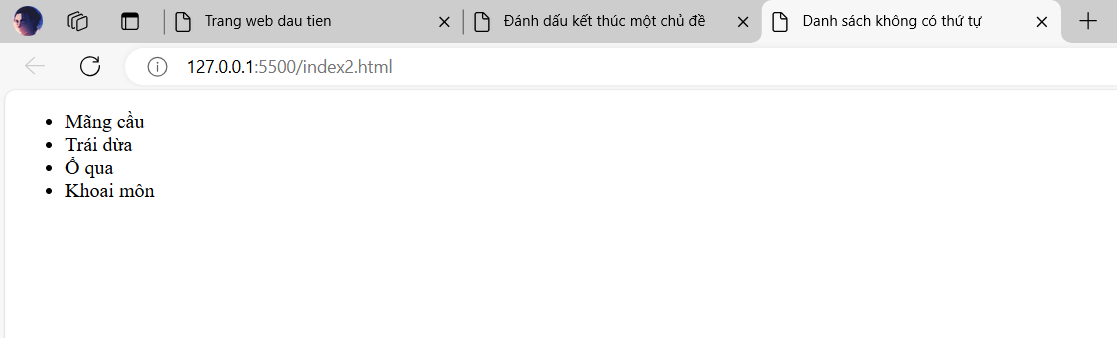 Trang web dau tien
Đánh dấu kết thúc một chủ đề
Danh sách không có thứ tự
127.0.0.1:5500/index2.html
Mãng cầu
Trái dừa
Ổ qua
Khoai môn